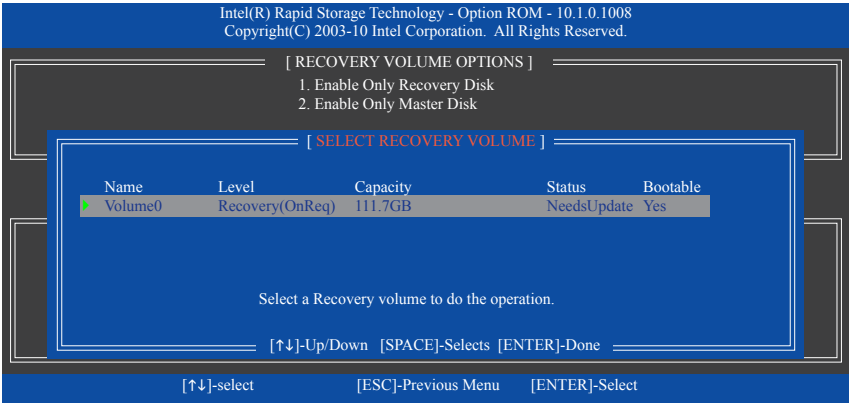 Intel(R) Rapid Storage Technology - Option ROM - 10.1.0.1008
Copyright(C) 2003-10 Intel Corporation. All Rights Reserved.
[ RECOVERY VOLUME OPTIONS ]
1. Enable Only Recovery Disk
2. Enable Only Master Disk
[ SELECT RECOVERY VOLUME ]
Name Level Capacity Status Bootable
Volume0 Recovery(OnReq) 111.7GB NeedsUpdate Yes
Select a Recovery volume to do the operation.
[↑↓]-Up/Down [SPACE]-Selects [ENTER]-Done
[↑↓]-select [ESC]-Previous Menu [ENTER]-Select